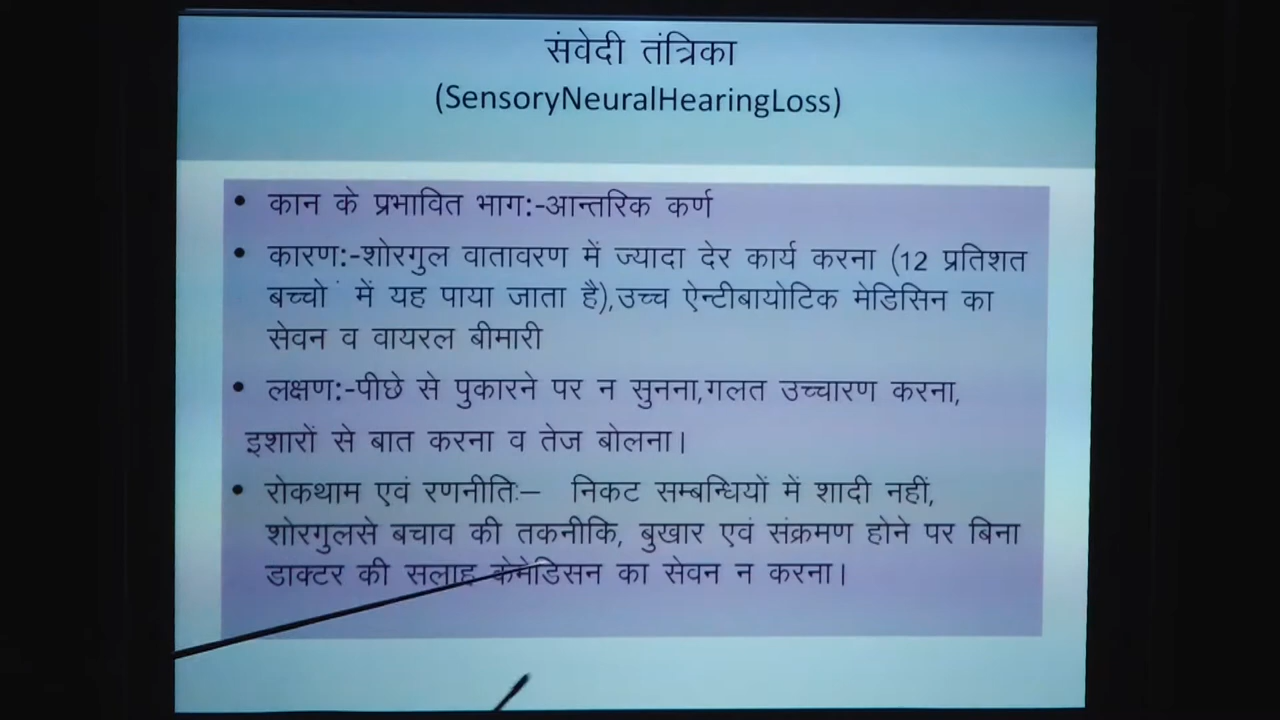 संवेदी तंत्रिका
(SensoryNeuralHearingLoss)
• कान के प्रभावित भाग:-आन्तरिक कर्ण
• कारण:-शोरगुल वातावरण में ज्यादा देर कार्य करना (12 प्रतिशत
बच्चो ं में यह पाया जाता है),उच्च ऐन्टीबायोटिक मेडिसिन का
सेवन व वायरल बीमारी
• लक्षण:-पीछे से पुकारने पर न सुनना,गलत उच्चारण करना,
इशारों से बात करना व तेज बोलना।
• रोकथाम एवं रणनीतिः– निकट सम्बन्धियों में शादी नहीं,
शोरगुलसे बचाव की तकनीकि, बुखार एवं संक्रमण होने पर बिना
डाक्टर की सलाह केमेडिसन का सेवन न करना।